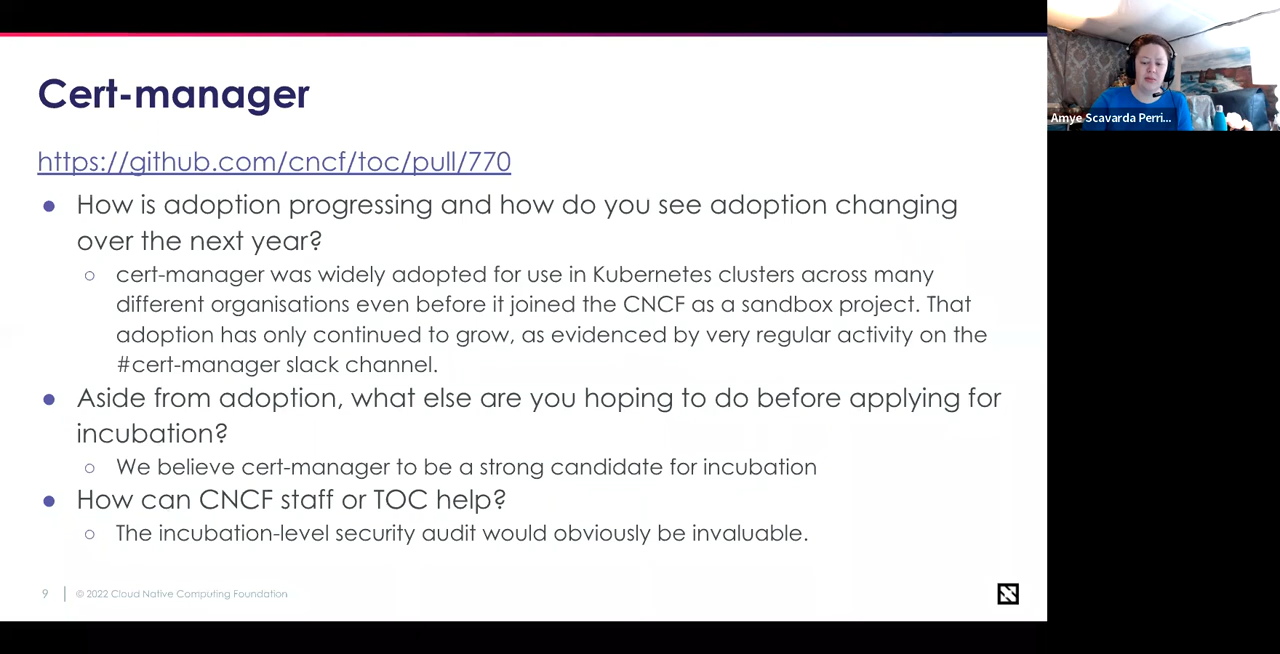 Cert-manager
https://github.com/cncf/toc/pull/770
● How is adoption progressing and how do you see adoption changing
over the next year?
○ cert-manager was widely adopted for use in Kubernetes clusters across many
different organisations even before it joined the CNCF as a sandbox project. That
adoption has only continued to grow, as evidenced by very regular activity on the
#cert-manager slack channel.
● Aside from adoption, what else are you hoping to do before applying for
incubation?
○ We believe cert-manager to be a strong candidate for incubation
● How can CNCF staff or TOC help?
○ The incubation-level security audit would obviously be invaluable.
9 | © 2022 Cloud Native Computing Foundation
Amye Scavarda Perri...